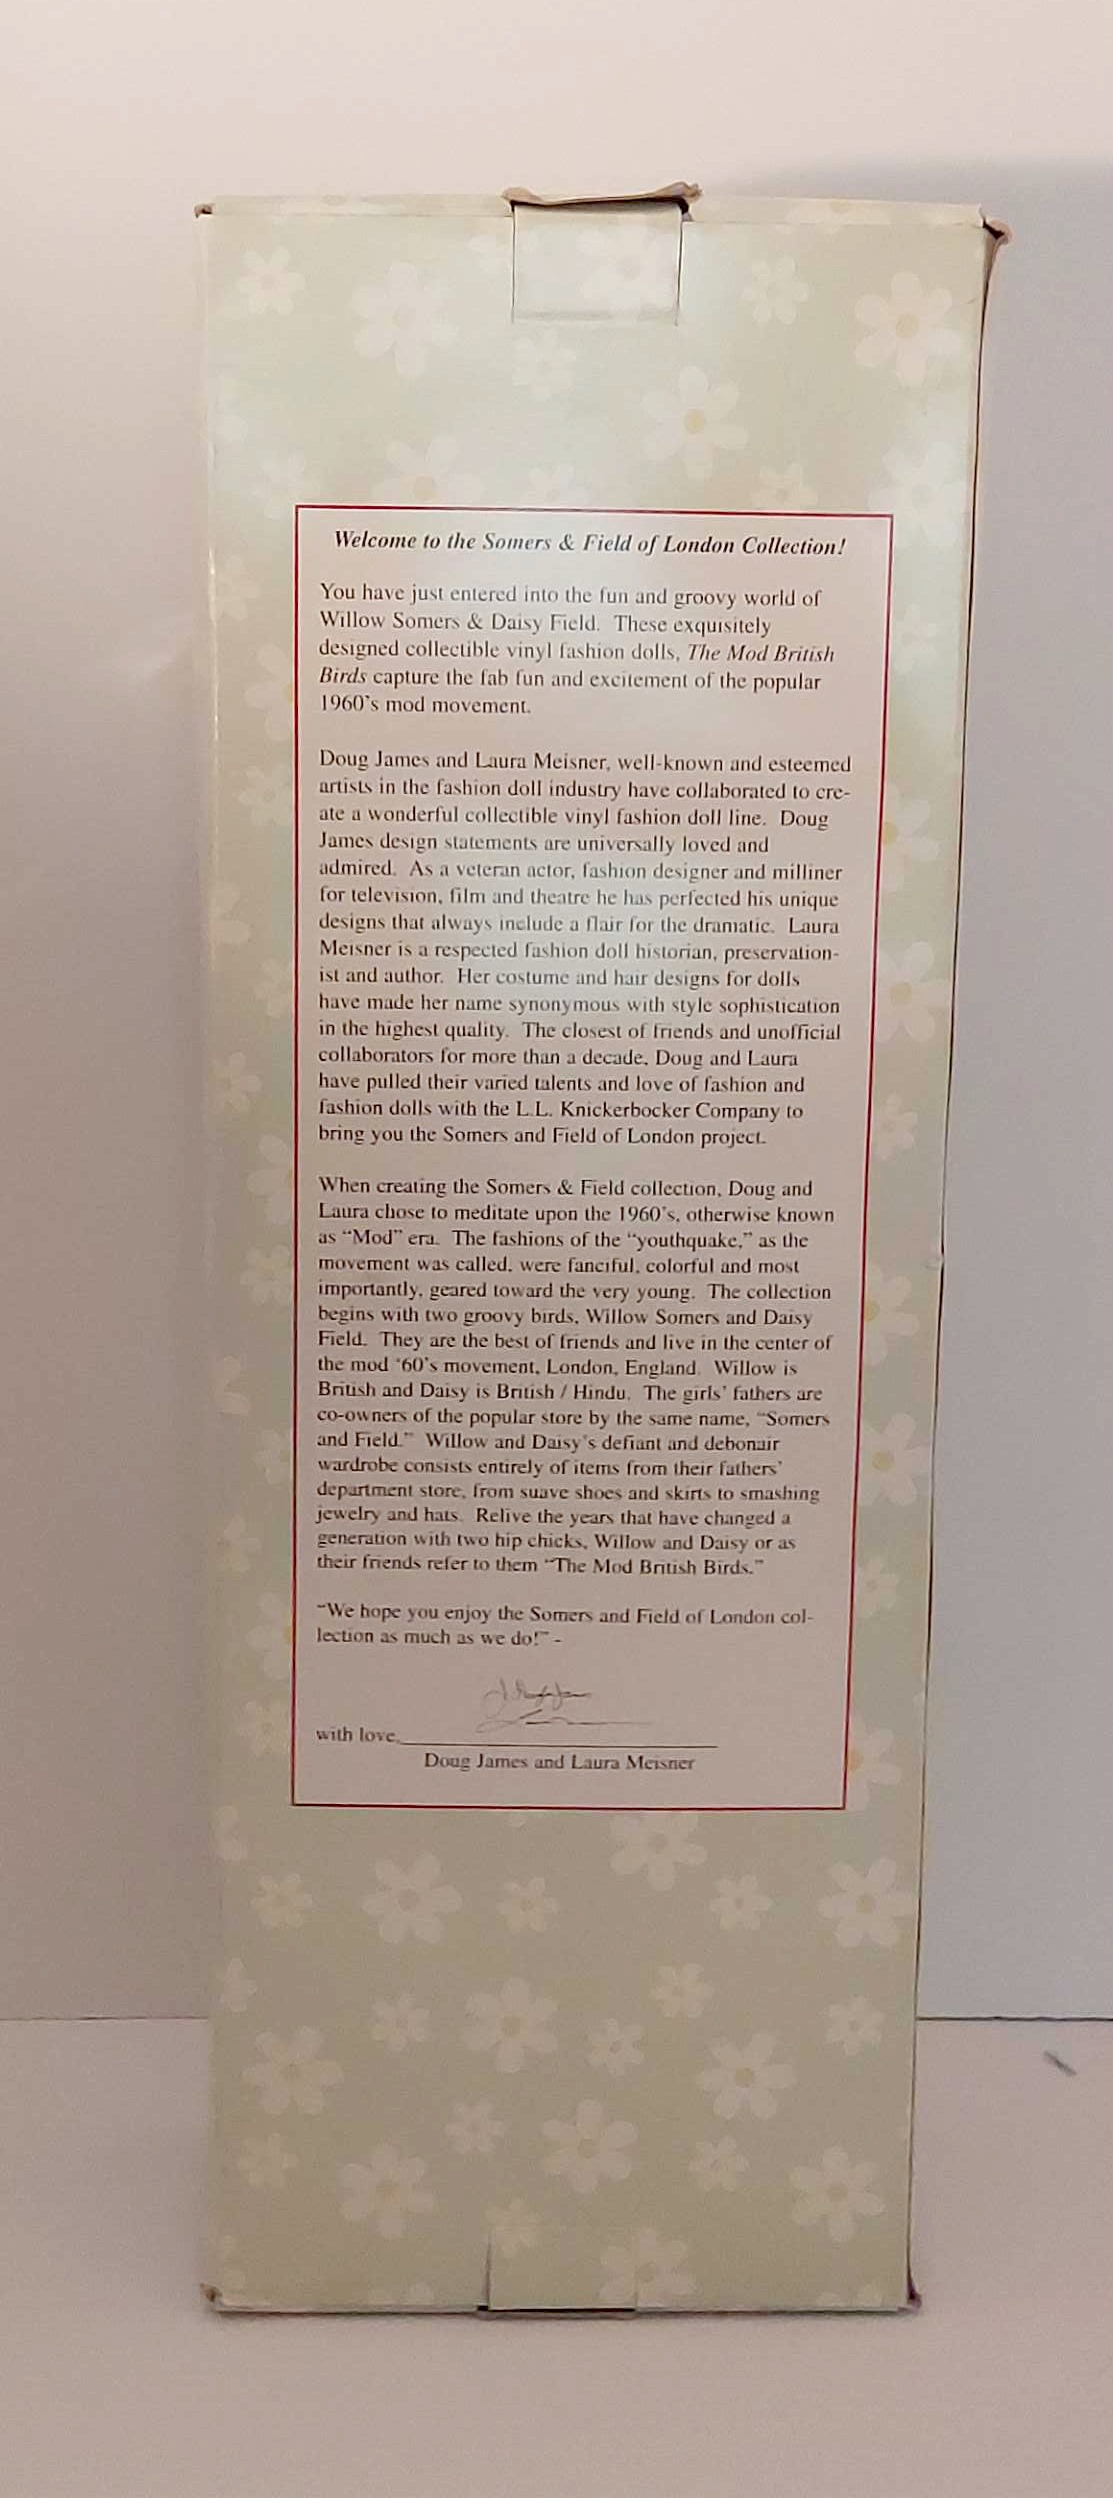 Welcome to the Somers & Field of London Collection!
You have just entered into the fun and groovy world of
Willow Somers & Daisy Field. These exquisitely
designed collectible vinyl fashion dolls, The Mod British
Birds capture the fab fun and excitement of the popular
1960's mod movement.
Doug James and Laura Meisner, well-known and esteemed
artists in the fashion doll industry have collaborated to cre-
ate a wonderful collectible vinyl fashion doll line. Doug
James design statements are universally loved and
admired. As a veteran actor, fashion designer and milliner
for television, film and theatre he has perfected his unique
designs that always include a flair for the dramatic. Laura
Meisner is a respected fashion doll historian, preservation-
ist and author. Her costume and hair designs for dolls
have made her name synonymous with style sophistication
in the highest quality. The closest of friends and unofficial
collaborators for more than a decade, Doug and Laura
have pulled their varied talents and love of fashion and
fashion dolls with the L.L. Knickerbocker Company to
bring you the Somers and Field of London project.
When creating the Somers & Field collection, Doug and
Laura chose to meditate upon the 1960's, otherwise known
as "Mod" era. The fashions of the "youthquake," as the
movement was called, were fanciful, colorful and most
importantly, geared toward the very young. The collection
begins with two groovy birds, Willow Somers and Daisy
Field. They are the best of friends and live in the center of
the mod '60's movement, London, England. Willow is
British and Daisy is British / Hindu. The girls' fathers are
co-owners of the popular store by the same name, "Somers
and Field." Willow and Daisy's defiant and debonair
wardrobe consists entirely of items from their fathers'
department store, from suave shoes and skirts to smashing
jewelry and hats. Relive the years that have changed a
generation with two hip chicks, Willow and Daisy or as
their friends refer to them "The Mod British Birds."
"We hope you enjoy the Somers and Field of London col-
lection as much as we do!" -
with love,
Doug James and Laura Meisner